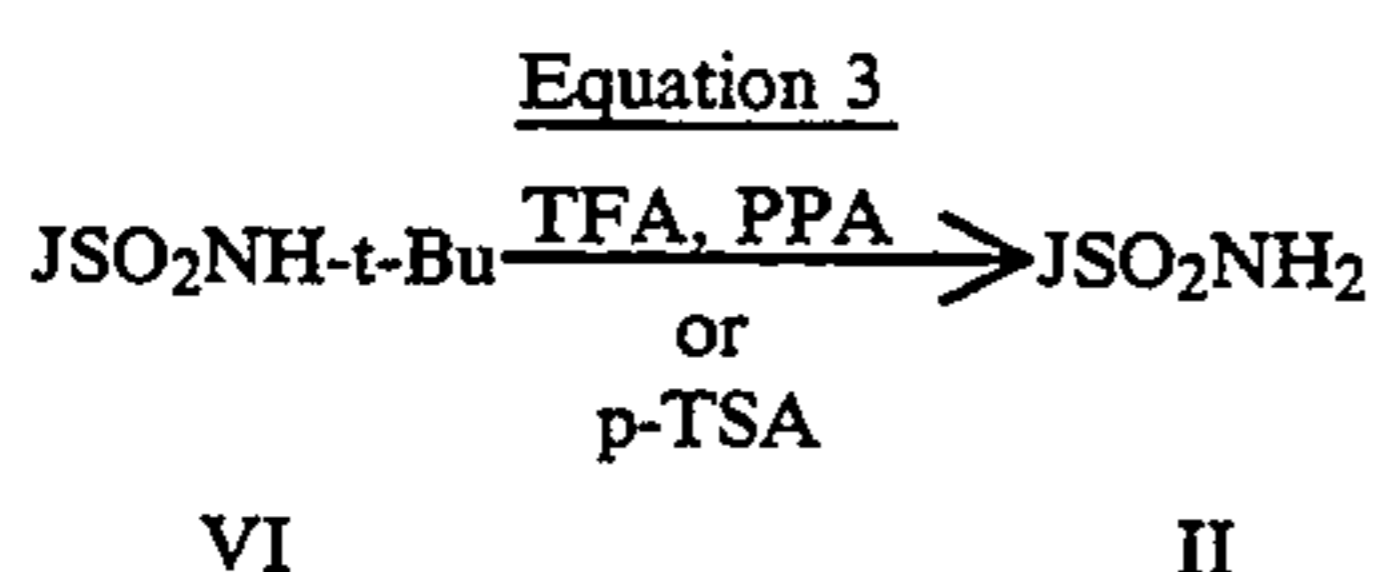 Equation 3
TFA, PPA
JSO₂NH-t-Bu JSO₂NH₂
or
p-TSA
VI II